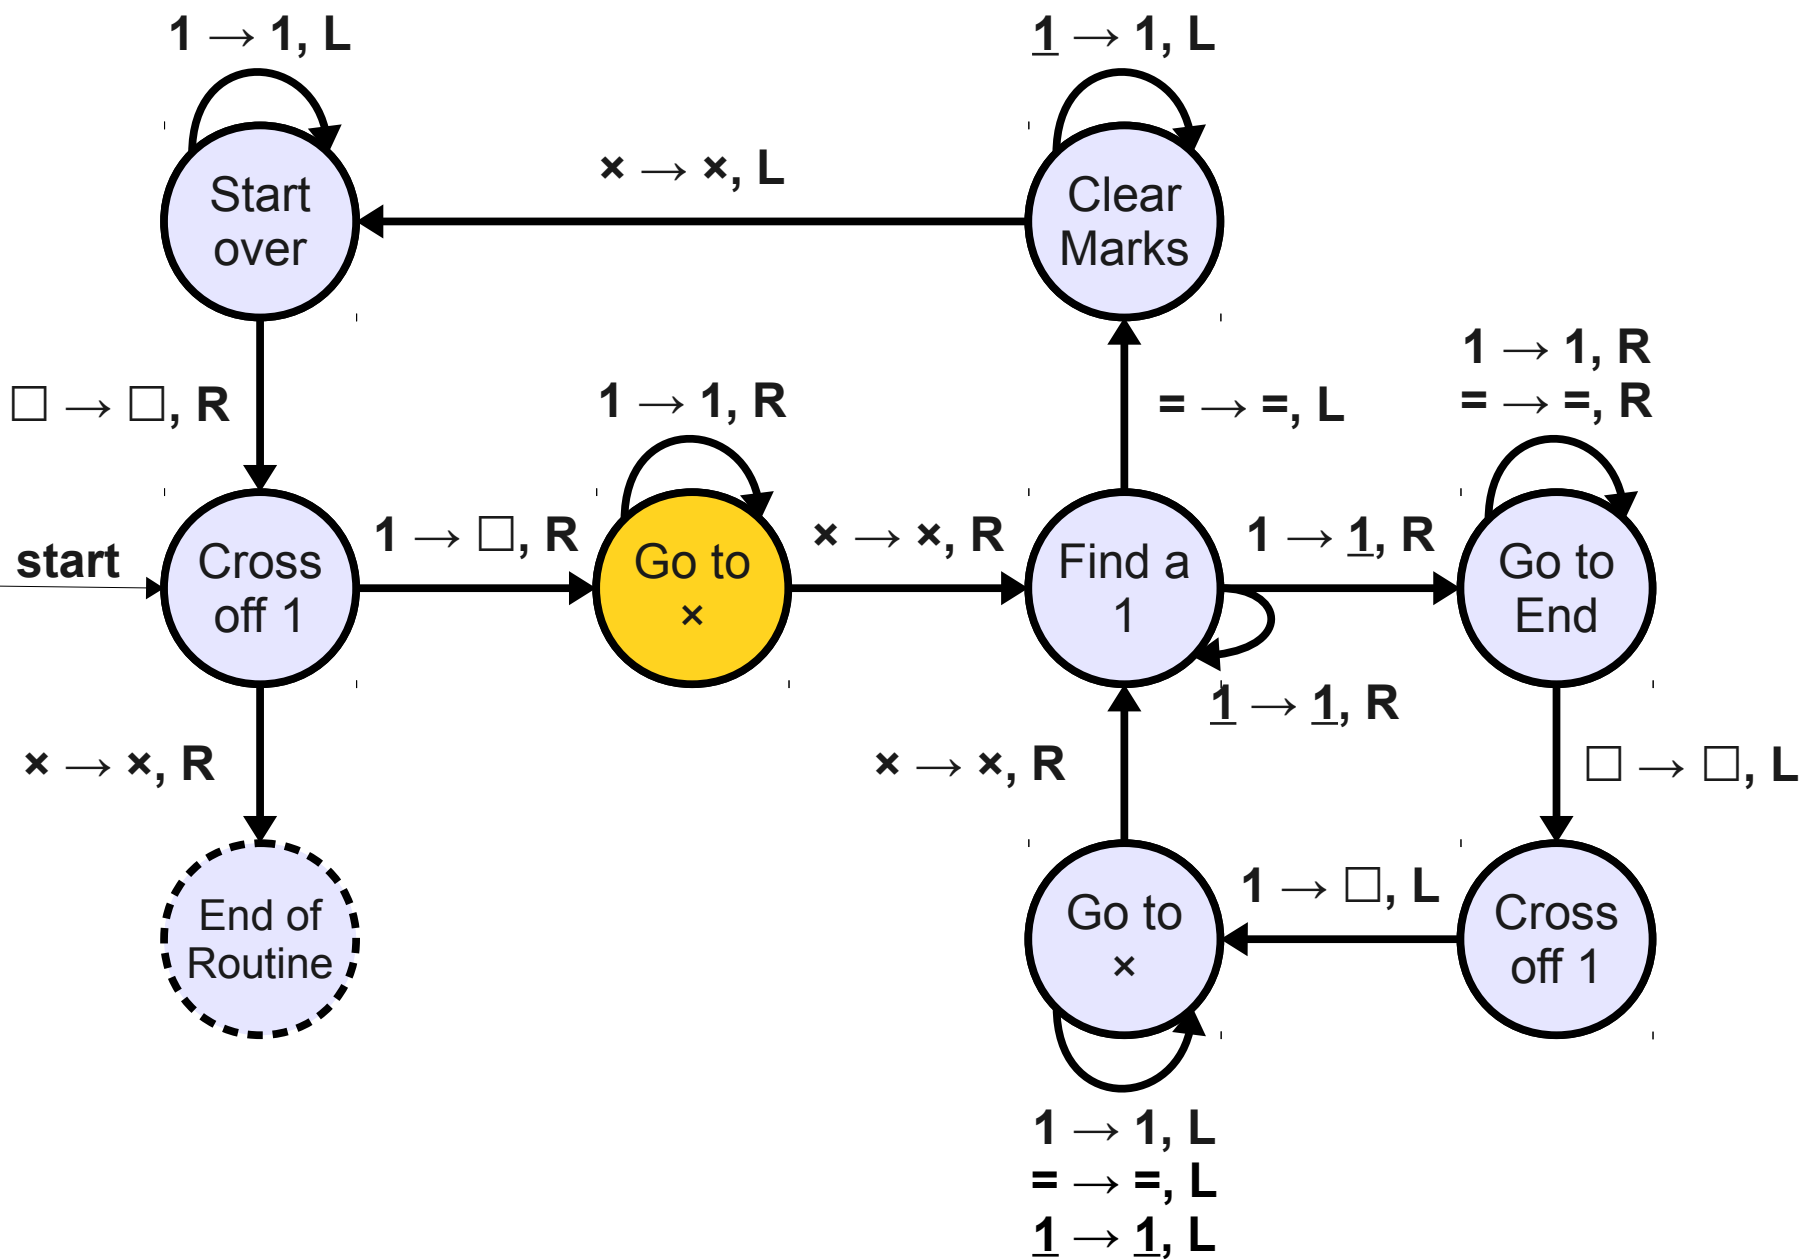 1 → 1, L
1 → 1, L
Start
over
× → ×, L
Clear
Marks
□ → □, R
1 → 1, R
= → =, L
1 → 1, R
= → =, R
start
Cross
off 1
1 → □, R
Go to
×
× → ×, R
Find a
1
1 → 1, R
Go to
End
1 → 1, R
× → ×, R
× → ×, R
□ → □, L
End of
Routine
Go to
×
1 → □, L
Cross
off 1
1 → 1, L
= → =, L
1 → 1, L